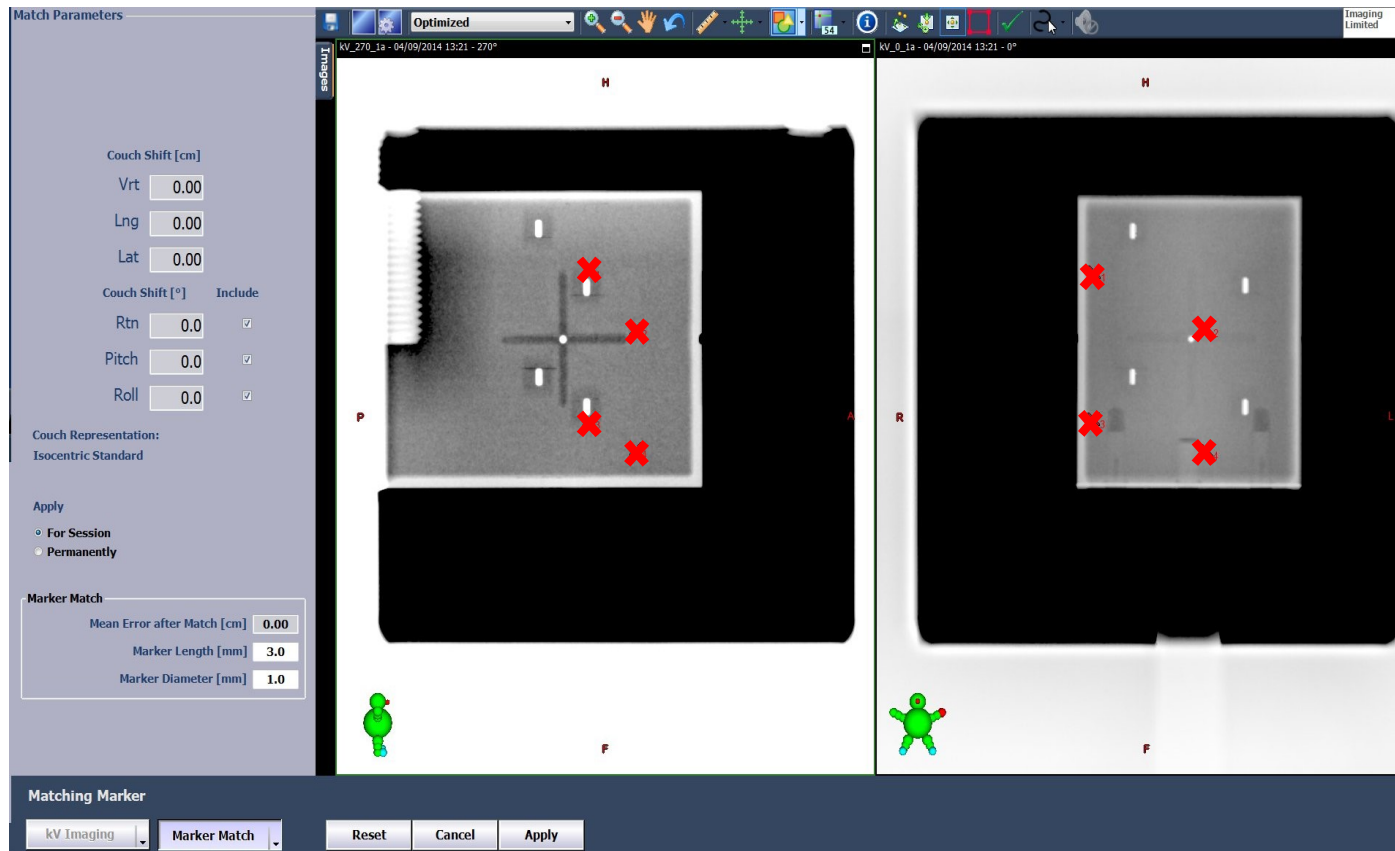 Match Parameters
Optimized
54
Imaging
Limited
Images
kV_270_1a - 04/09/2014 13:21 - 270°
kV_0_1a - 04/09/2014 13:21 - 0°
H
H
Couch Shift [cm]
Vrt 0.00
Lng 0.00
Lat 0.00
Couch Shift [°] Include
Rtn 0.0
Pitch 0.0
Roll 0.0
P
A
R
L
Couch Representation:
Isocentric Standard
Apply
For Session
Permanently
Marker Match
Mean Error after Match [cm] 0.00
Marker Length [mm] 3.0
Marker Diameter [mm] 1.0
F
F
Matching Marker
kV Imaging
Marker Match
Reset
Cancel
Apply